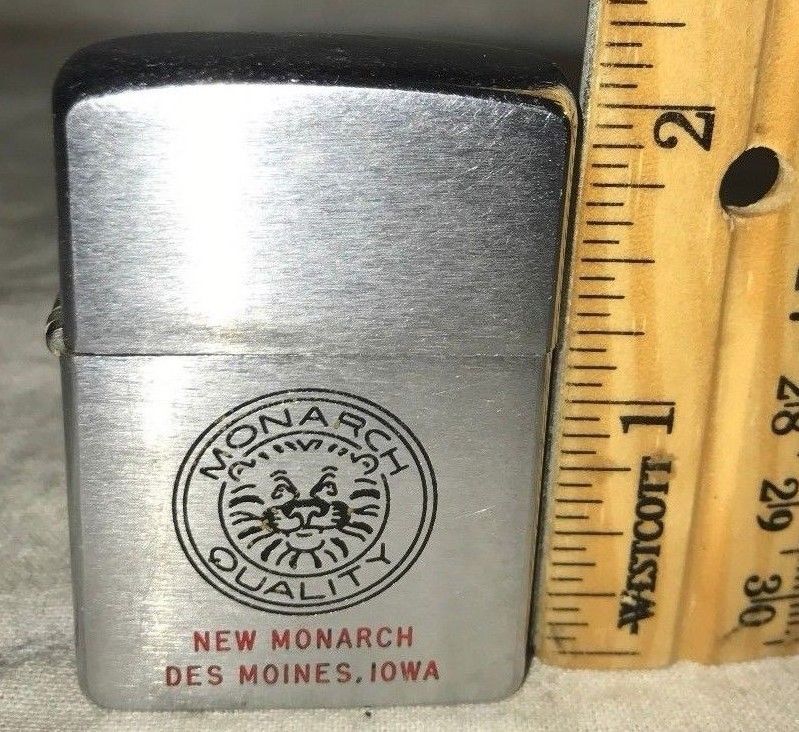 MONARCH
QUALITY
NEW MONARCH
DES MOINES, IOWA
2
1
WESTCOTT
28
29
30